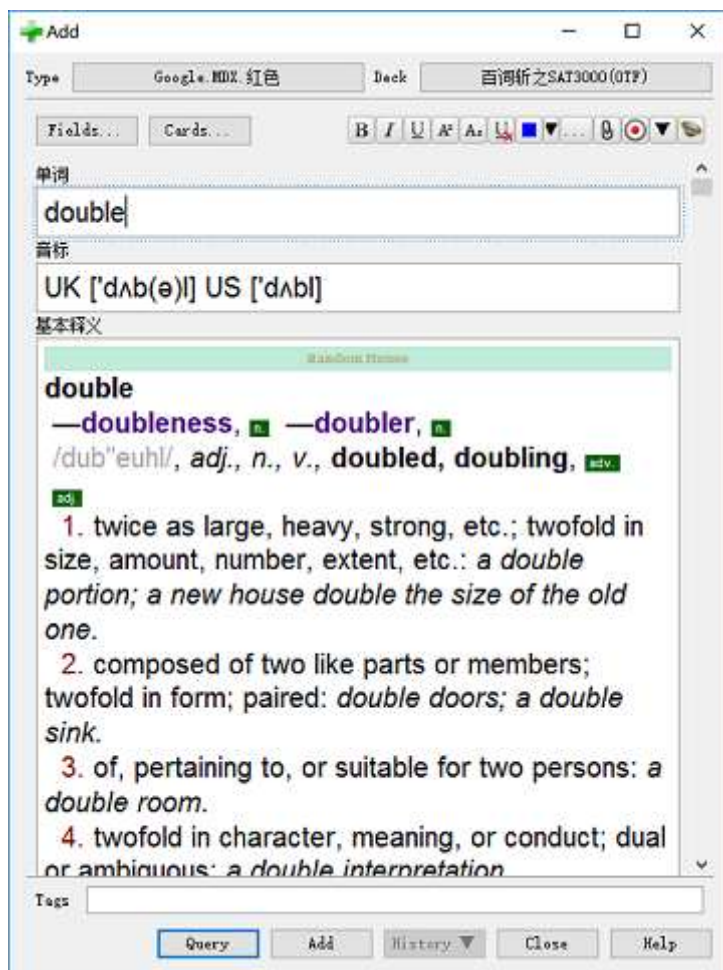 Add
Type Google.MDX.红色 Deck 百词斩之SAT3000(OTF)
Fields... Cards... B I U A² A₂ U ...
单词
double
音标
UK ['dʌb(ə)l] US ['dʌbl]
基本释义
Random House
double
—doubleness, n. —doubler, n.
/dub"euhl/, adj., n., v., doubled, doubling, adv.
adj.
1. twice as large, heavy, strong, etc.; twofold in
size, amount, number, extent, etc.: a double
portion; a new house double the size of the old
one.
2. composed of two like parts or members;
twofold in form; paired: double doors; a double
sink.
3. of, pertaining to, or suitable for two persons: a
double room.
4. twofold in character, meaning, or conduct; dual
or ambiguous: a double interpretation.
Tags
Query Add History ▼ Close Help